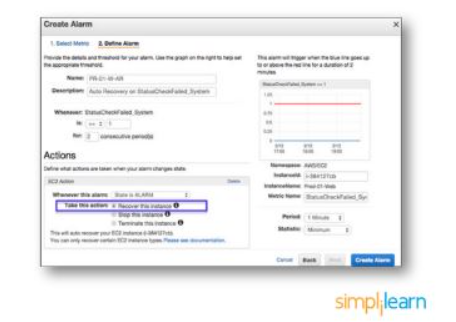 Create Alarm
1. Select Metric 2. Define Alarm
Provide the details and threshold for your alarm. Use the graph on the right to help set
the appropriate threshold.
Name:
Description: Auto Recovery on StatusCheckFailed_System
Whenever: StatusCheckFailed_System
is: >= 1
for: 2 consecutive period(s)
Actions
Define what actions are taken when your alarm changes state.
EC2 Action Delete
Whenever this alarm: State is ALARM
Take this action: Recover this instance
Stop this instance
Terminate this instance
This will auto recover your EC2 instance
You can only recover certain EC2 instance types Please see documentation.
This alarm will trigger when the blue line goes up
to or above the red line for a duration of 2
minutes
StatusCheckFailed_System >= 1
Namespace: AWS/EC2
InstanceId:
InstanceName: Prod-01-Web
Metric Name: StatusCheckFailed_Sy
Period: 1 Minute
Statistic: Minimum
Cancel Back Next Create Alarm
simplilearn